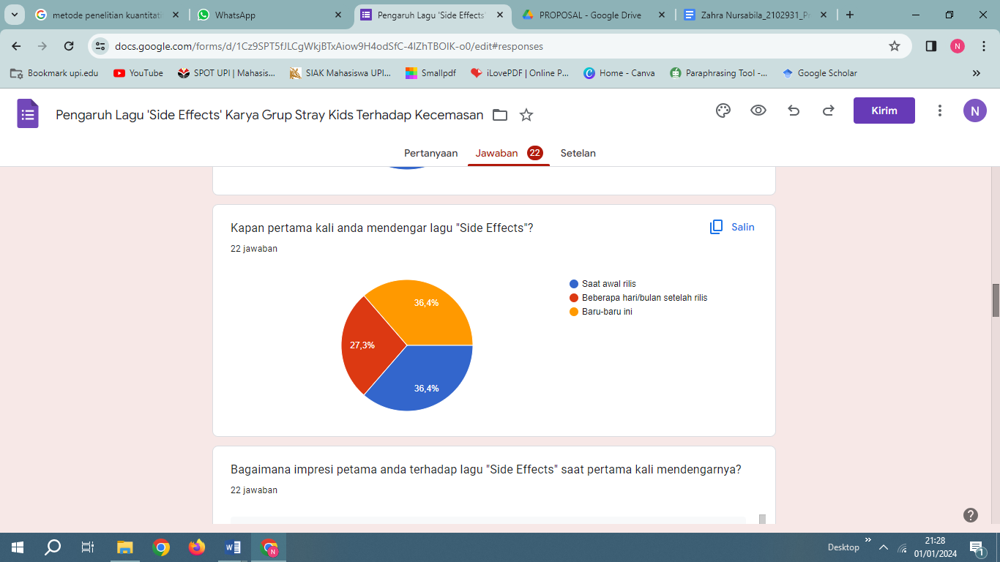 metode penelitian kuantitati
WhatsApp
Pengaruh Lagu 'Side Effects'
PROPOSAL - Google Drive
Zahra Nursabila_2102931_Pr
docs.google.com/forms/d/1Cz9SPT5fJLCgWkjBTxAiow9H4odSfC-4lZhTBOlK-o0/edit#responses
N
Bookmark upi.edu
YouTube
SPOT UPI | Mahasis...
SIAK Mahasiswa UPI...
Smallpdf
iLovePDF | Online P...
Home - Canva
Paraphrasing Tool -...
Google Scholar
Pengaruh Lagu 'Side Effects' Karya Grup Stray Kids Terhadap Kecemasan
Kirim
N
Pertanyaan
Jawaban 22
Setelan
Kapan pertama kali anda mendengar lagu "Side Effects"?
Salin
22 jawaban
36,4%
27,3%
36,4%
Saat awal rilis
Beberapa hari/bulan setelah rilis
Baru-baru ini
Bagaimana impresi petama anda terhadap lagu "Side Effects" saat pertama kali mendengarnya?
22 jawaban
Desktop
21:28
01/01/2024
1